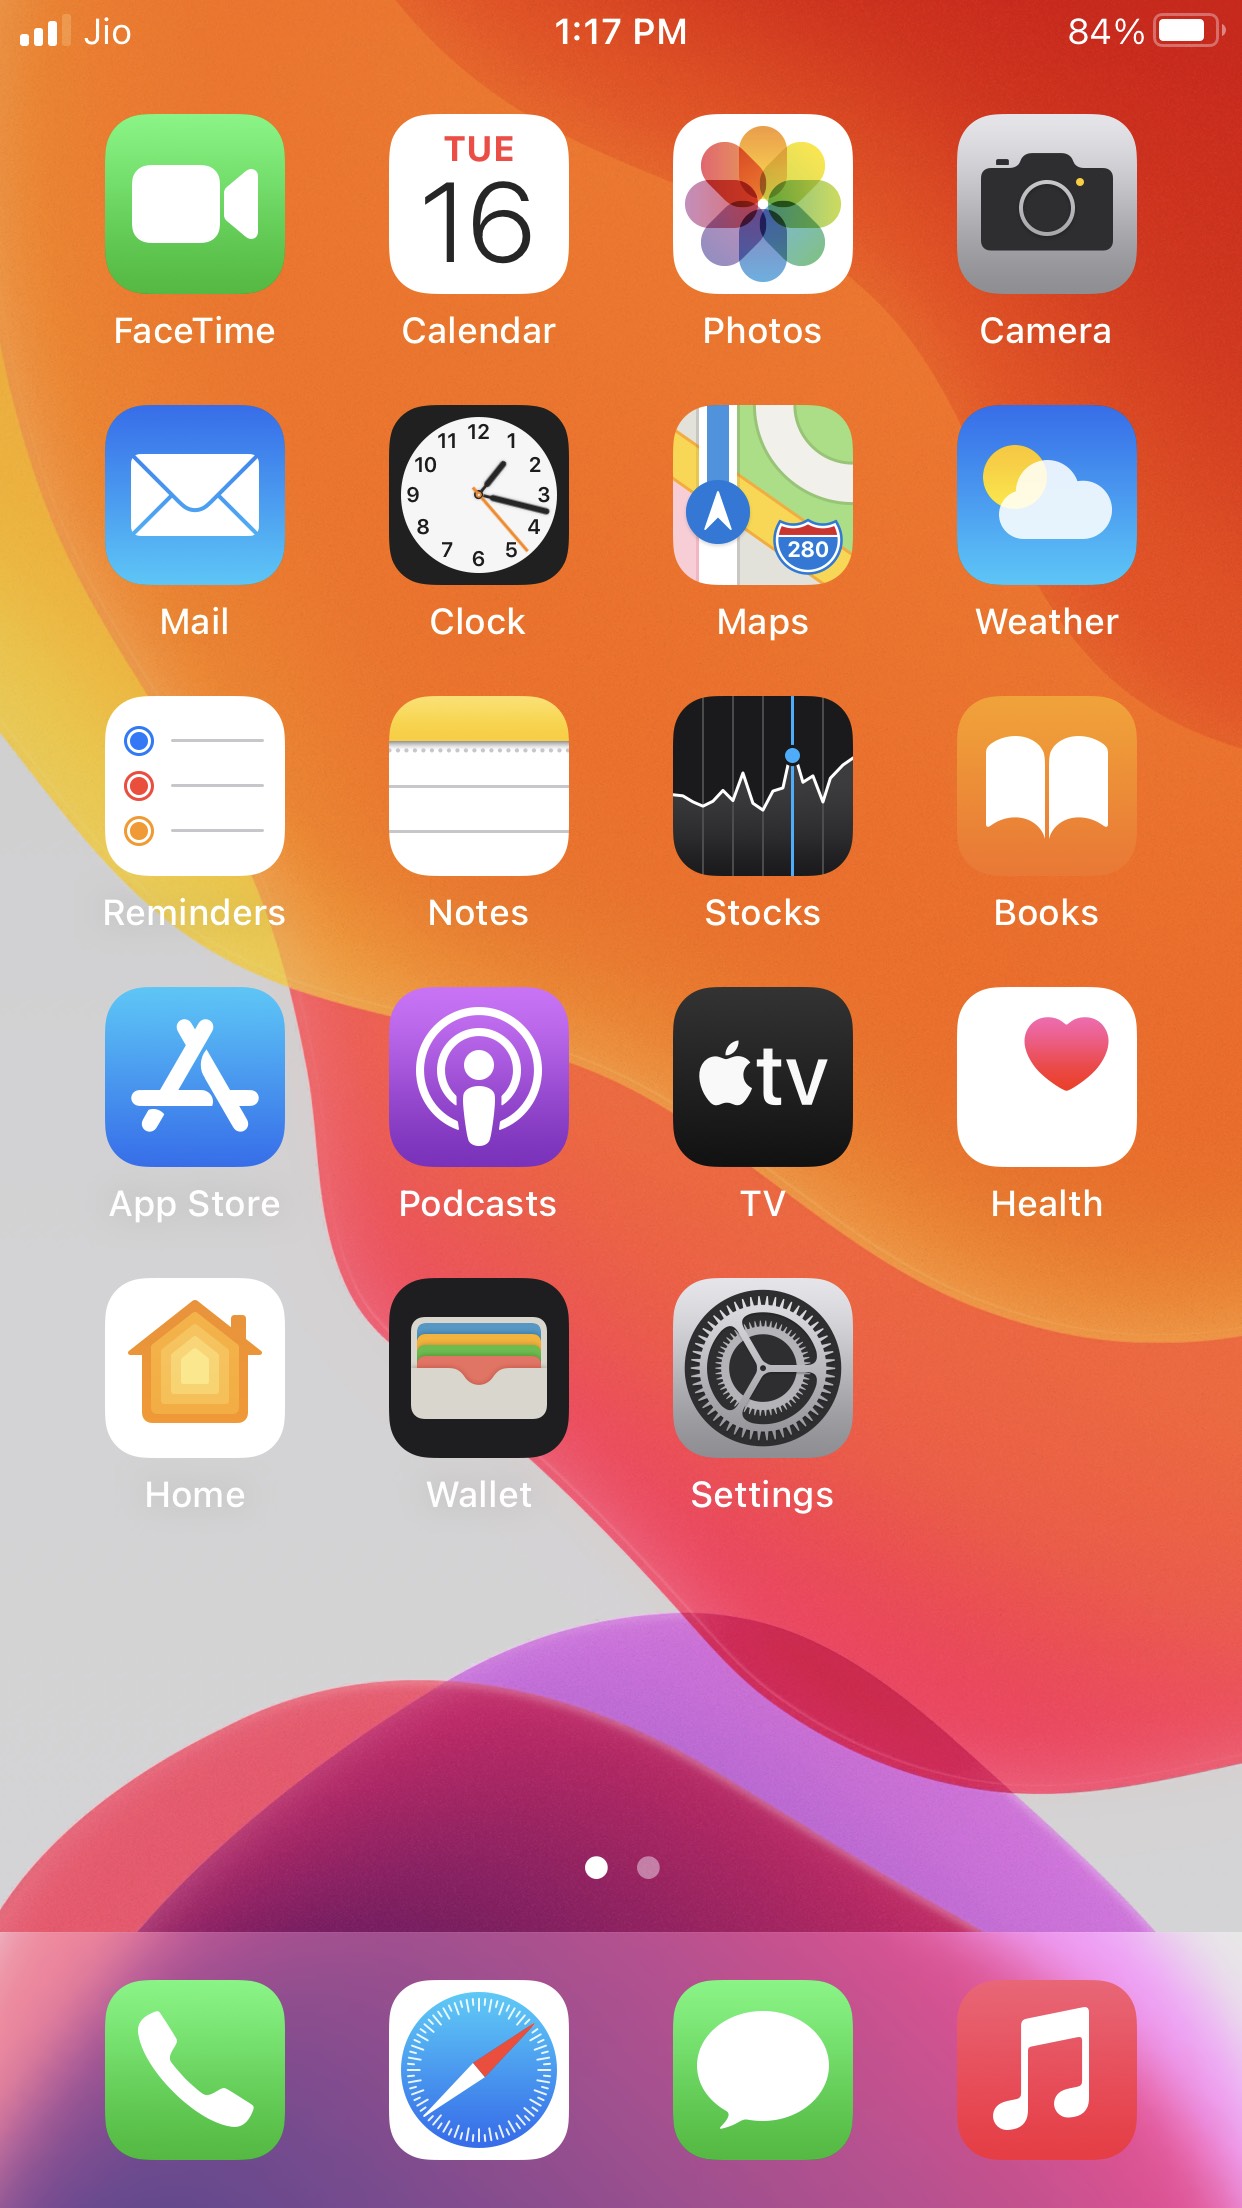 Jio 1:17 PM 84%
TUE
16
FaceTime Calendar Photos Camera
12
11 1
10 2
9 3
8 4
7 5
6
280
Mail Clock Maps Weather
Reminders Notes Stocks Books
tv
App Store Podcasts TV Health
Home Wallet Settings